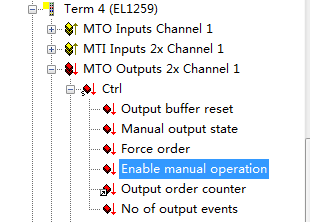 Term 4 (EL1259)
MTO Inputs Channel 1
MTI Inputs 2x Channel 1
MTO Outputs 2x Channel 1
Ctrl
Output buffer reset
Manual output state
Force order
Enable manual operation
Output order counter
No of output events